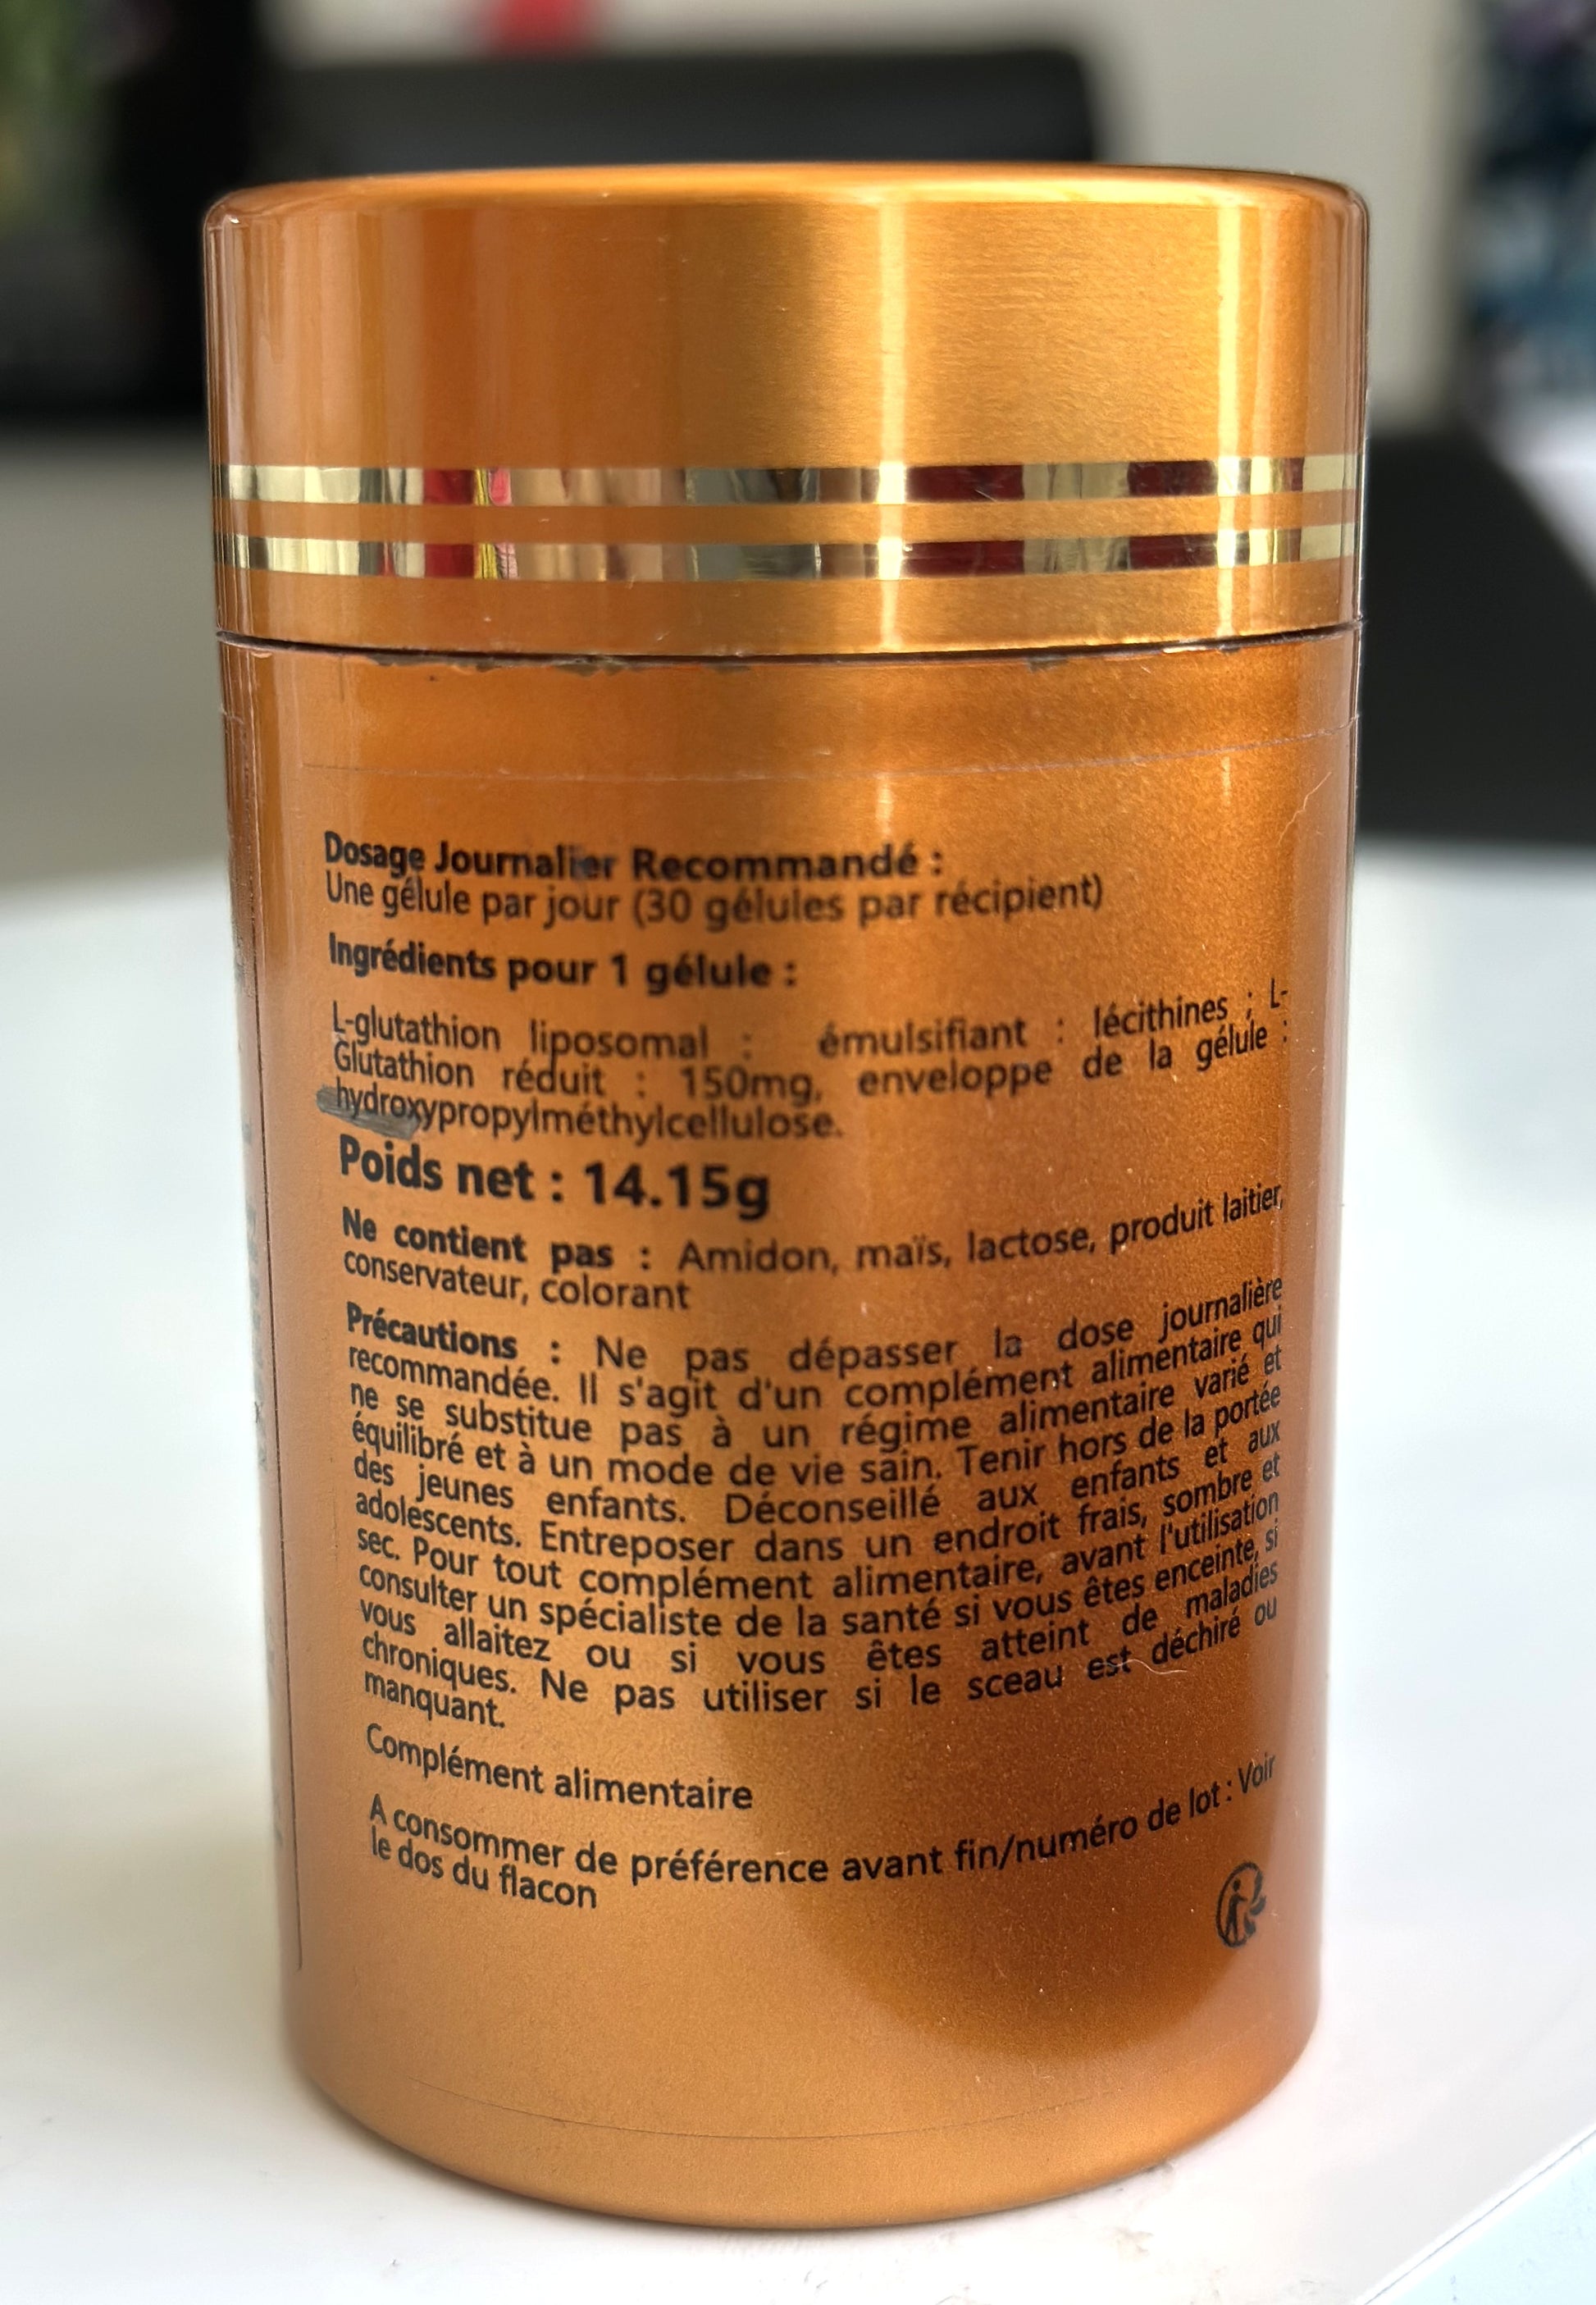 Dosage Journalier Recommandé :
Une gélule par jour (30 gélules par récipient)
Ingrédients pour 1 gélule :
L-glutathion liposomal : émulsifiant : lécithines ; L-
Glutathion réduit : 150mg, enveloppe de la gélule :
hydroxypropylméthylcellulose.
Poids net : 14.15g
Ne contient pas : Amidon, maïs, lactose, produit laitier,
conservateur, colorant
Précautions : Ne pas dépasser la dose journalière
recommandée. Il s'agit d'un complément alimentaire qui
ne se substitue pas à un régime alimentaire varié et
équilibré et à un mode de vie sain. Tenir hors de la portée
des jeunes enfants. Déconseillé aux enfants et aux
adolescents. Entreposer dans un endroit frais, sombre et
sec. Pour tout complément alimentaire, avant l'utilisation
consulter un spécialiste de la santé si vous êtes enceinte, si
vous allaitez ou si vous êtes atteint de maladies
chroniques. Ne pas utiliser si le sceau est déchiré ou
manquant.
Complément alimentaire
A consommer de préférence avant fin/numéro de lot : Voir
le dos du flacon